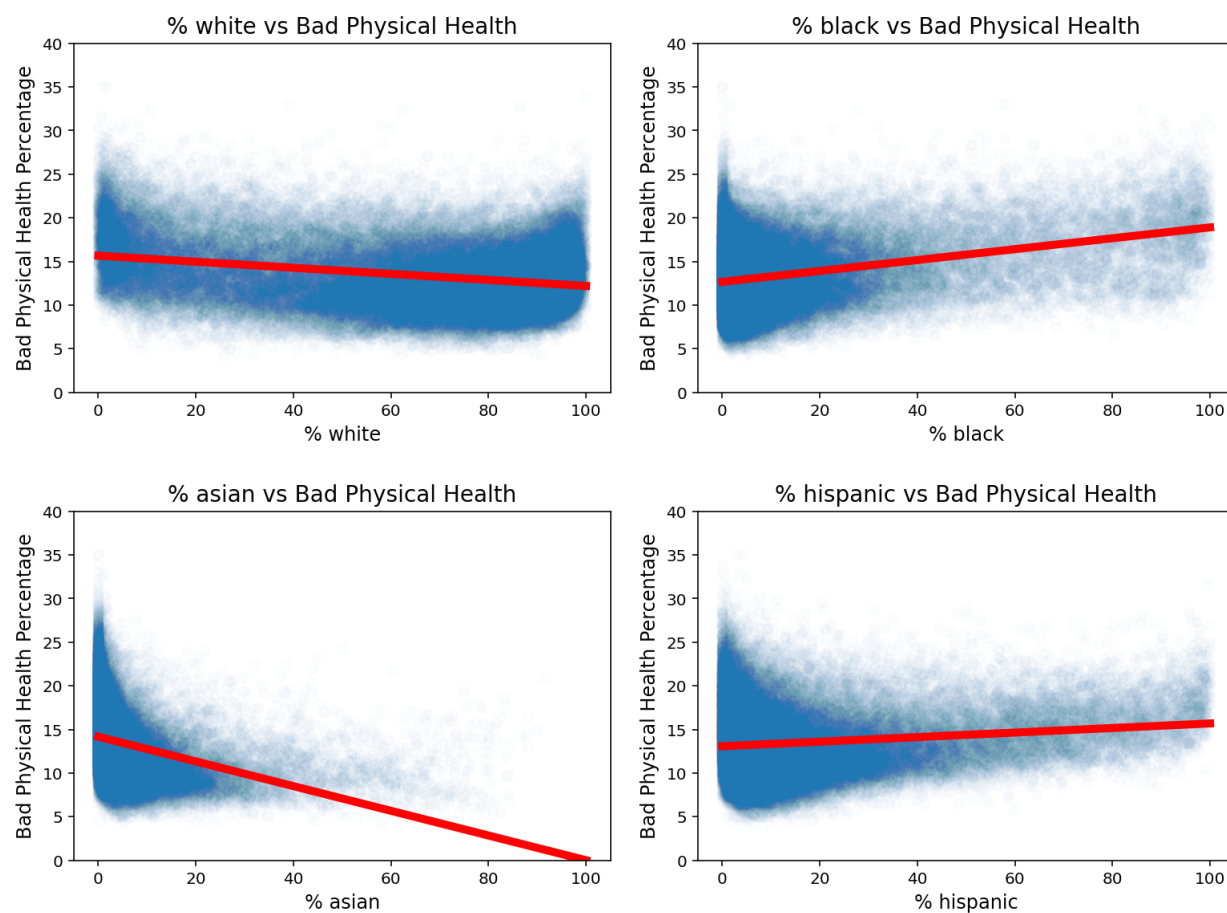 % white vs Bad Physical Health
Bad Physical Health Percentage
40
35
30
25
20
15
10
5
0
0 20 40 60 80 100
% white
% black vs Bad Physical Health
Bad Physical Health Percentage
40
35
30
25
20
15
10
5
0
0 20 40 60 80 100
% black
% asian vs Bad Physical Health
Bad Physical Health Percentage
40
35
30
25
20
15
10
5
0
0 20 40 60 80 100
% asian
% hispanic vs Bad Physical Health
Bad Physical Health Percentage
40
35
30
25
20
15
10
5
0
0 20 40 60 80 100
% hispanic